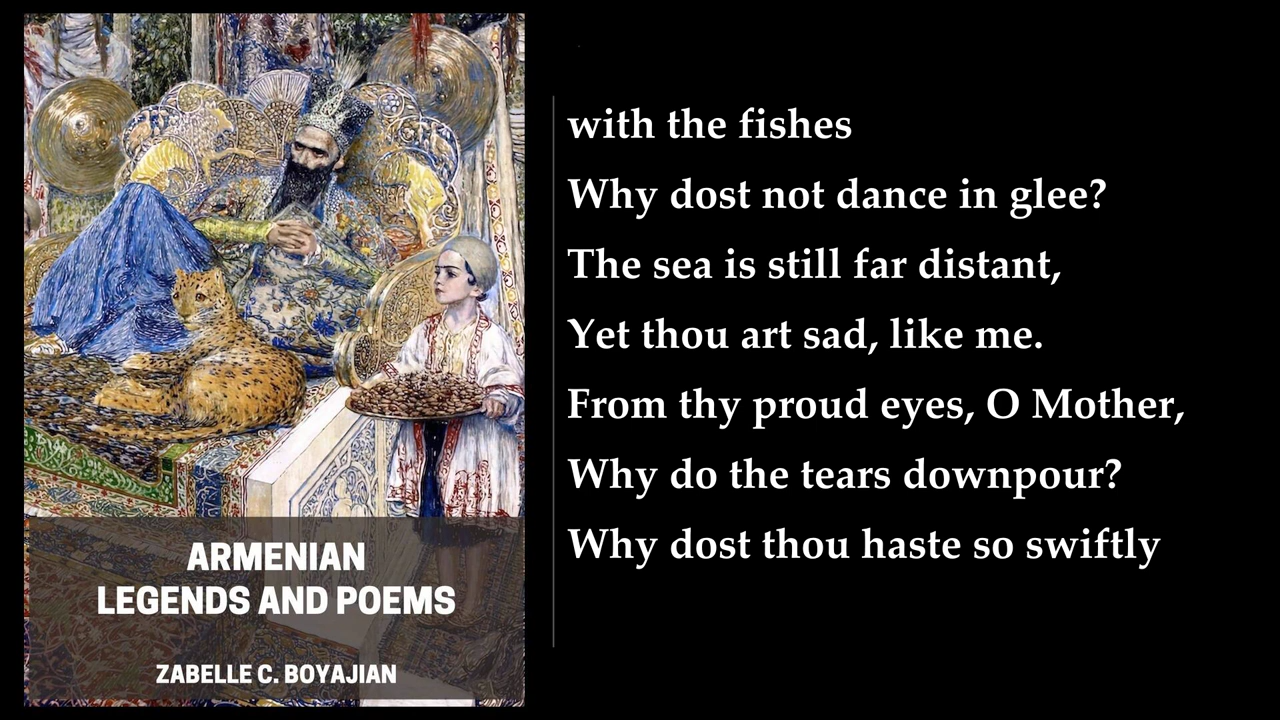 ARMENIAN
LEGENDS AND POEMS
ZABELLE C. BOYAJIAN
with the fishes
Why dost not dance in glee?
The sea is still far distant,
Yet thou art sad, like me.
From thy proud eyes, O Mother,
Why do the tears downpour?
Why dost thou haste so swiftly